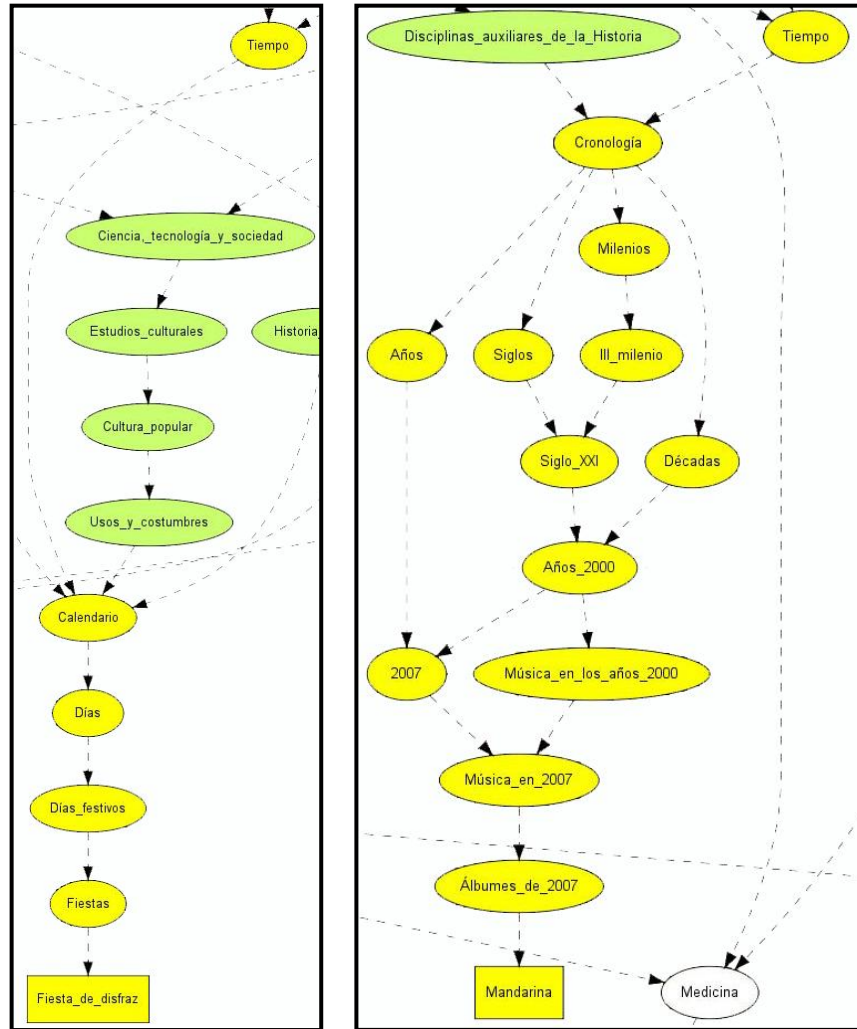 Tiempo
Ciencia,_tecnología_y_sociedad
Estudios_culturales
Historia_
Cultura_popular
Usos_y_costumbres
Calendario
Días
Días_festivos
Fiestas
Fiesta_de_disfraz
Disciplinas_auxiliares_de_la_Historia
Tiempo
Cronología
Milenios
Años
Siglos
III_milenio
Siglo_XXI
Décadas
Años_2000
2007
Música_en_los_años_2000
Música_en_2007
Álbumes_de_2007
Mandarina
Medicina